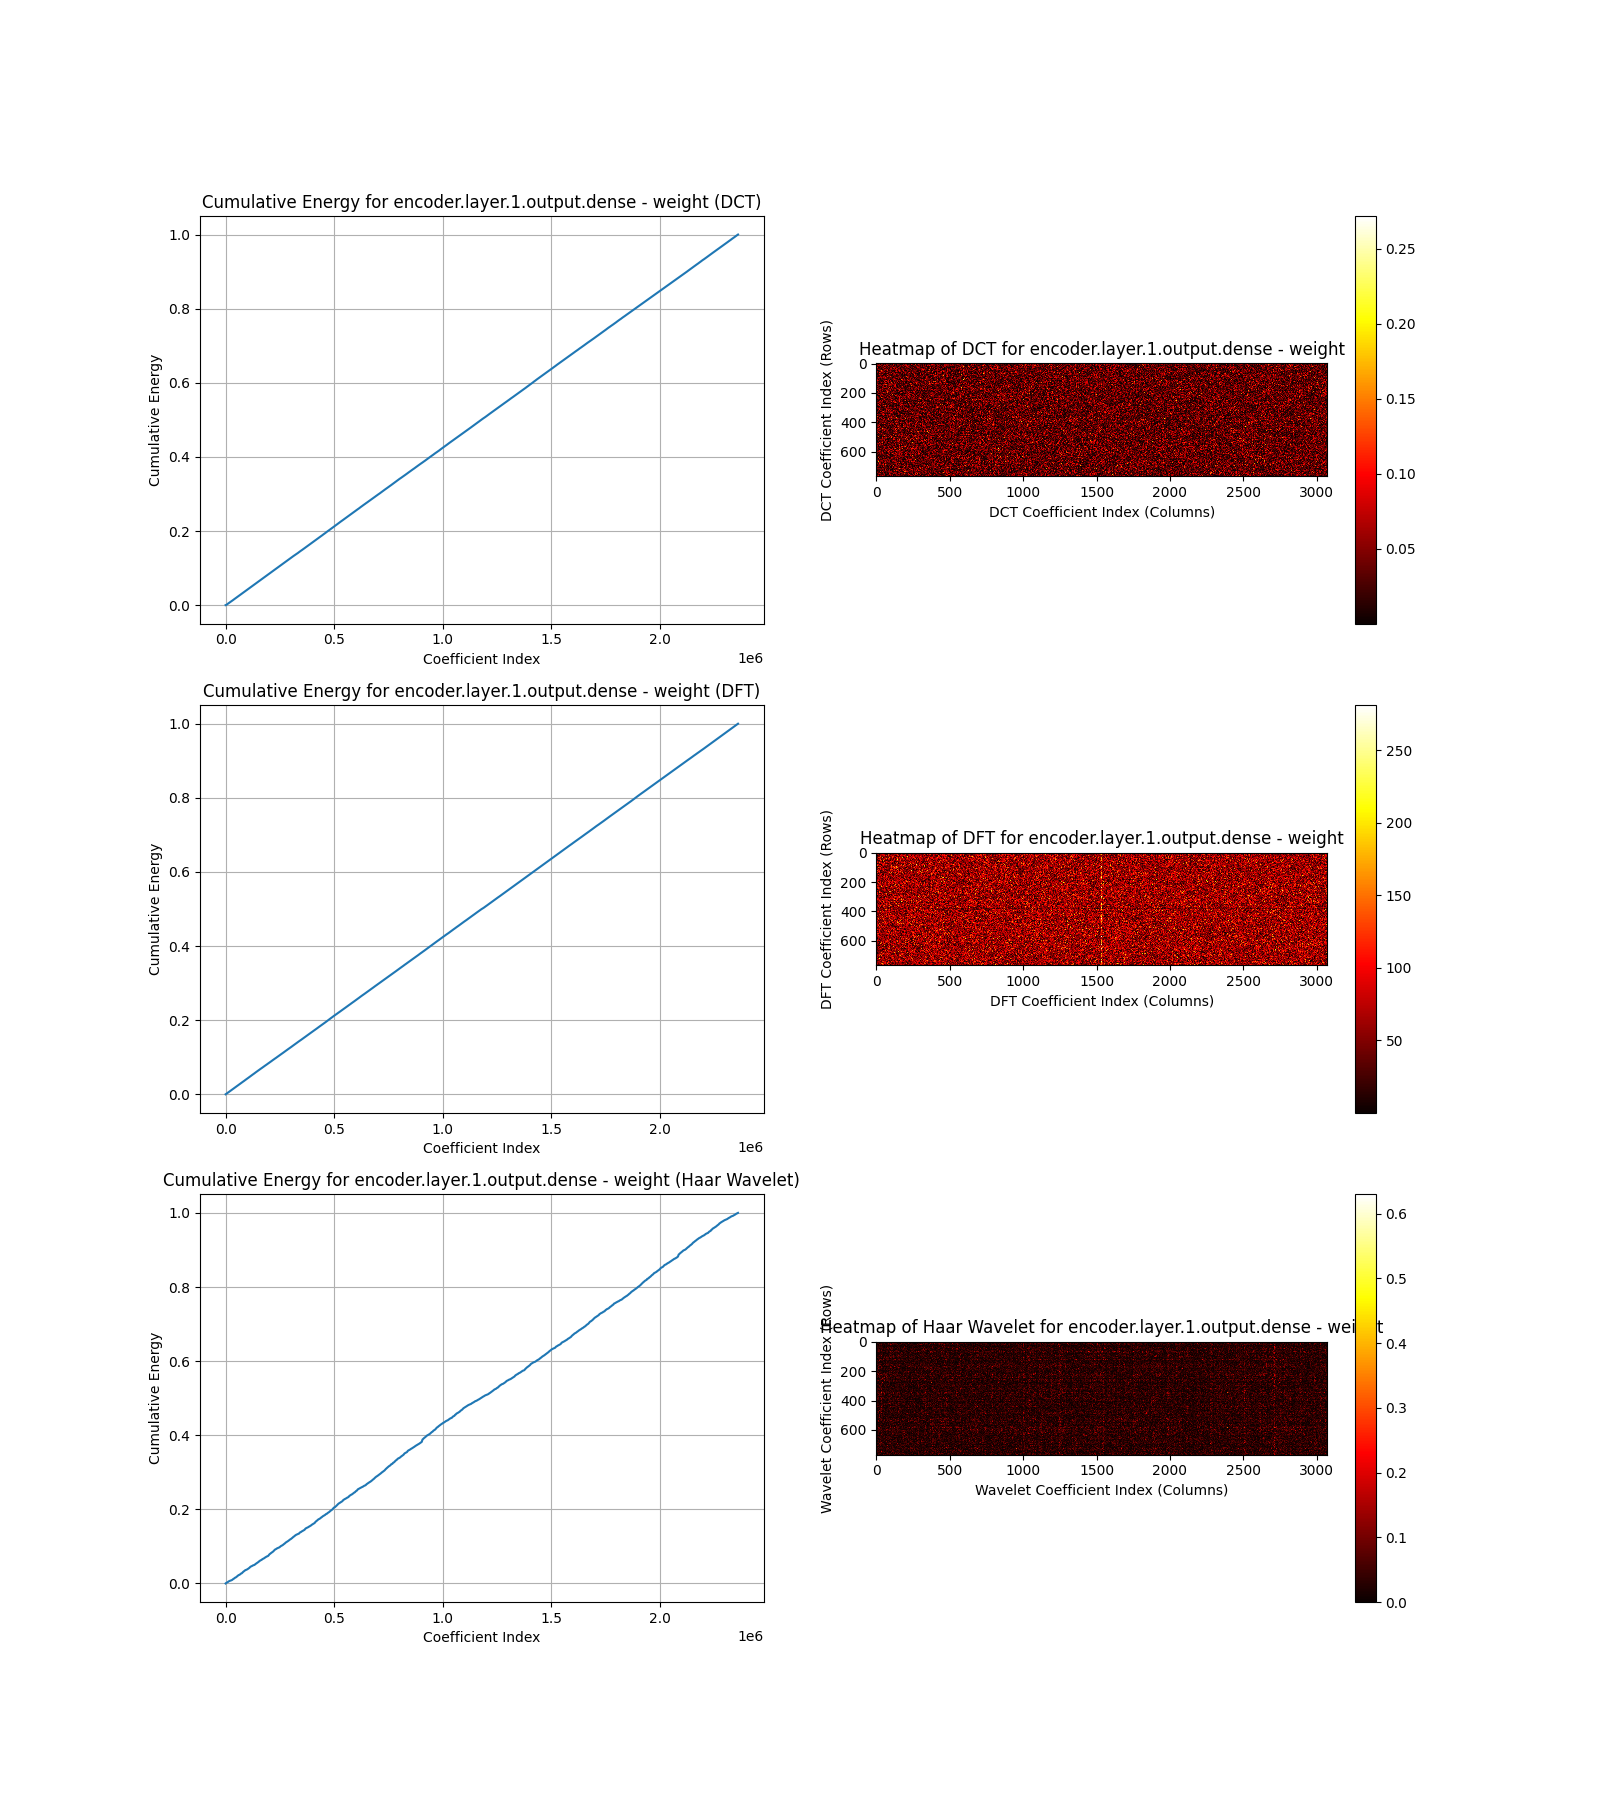 Cumulative Energy for encoder.layer.1.output.dense - weight (DCT)
1.0
0.8
0.6
0.4
0.2
0.0
Cumulative Energy
0.0 0.5 1.0 1.5 2.0
1e6
Coefficient Index
Heatmap of DCT for encoder.layer.1.output.dense - weight
0
200
400
600
DCT Coefficient Index (Rows)
0 500 1000 1500 2000 2500 3000
DCT Coefficient Index (Columns)
0.25
0.20
0.15
0.10
0.05
Cumulative Energy for encoder.layer.1.output.dense - weight (DFT)
1.0
0.8
0.6
0.4
0.2
0.0
Cumulative Energy
0.0 0.5 1.0 1.5 2.0
1e6
Coefficient Index
Heatmap of DFT for encoder.layer.1.output.dense - weight
0
200
400
600
DFT Coefficient Index (Rows)
0 500 1000 1500 2000 2500 3000
DFT Coefficient Index (Columns)
250
200
150
100
50
Cumulative Energy for encoder.layer.1.output.dense - weight (Haar Wavelet)
1.0
0.8
0.6
0.4
0.2
0.0
Cumulative Energy
0.0 0.5 1.0 1.5 2.0
1e6
Coefficient Index
Heatmap of Haar Wavelet for encoder.layer.1.output.dense - weight
0
200
400
600
Wavelet Coefficient Index (Rows)
0 500 1000 1500 2000 2500 3000
Wavelet Coefficient Index (Columns)
0.6
0.5
0.4
0.3
0.2
0.1
0.0